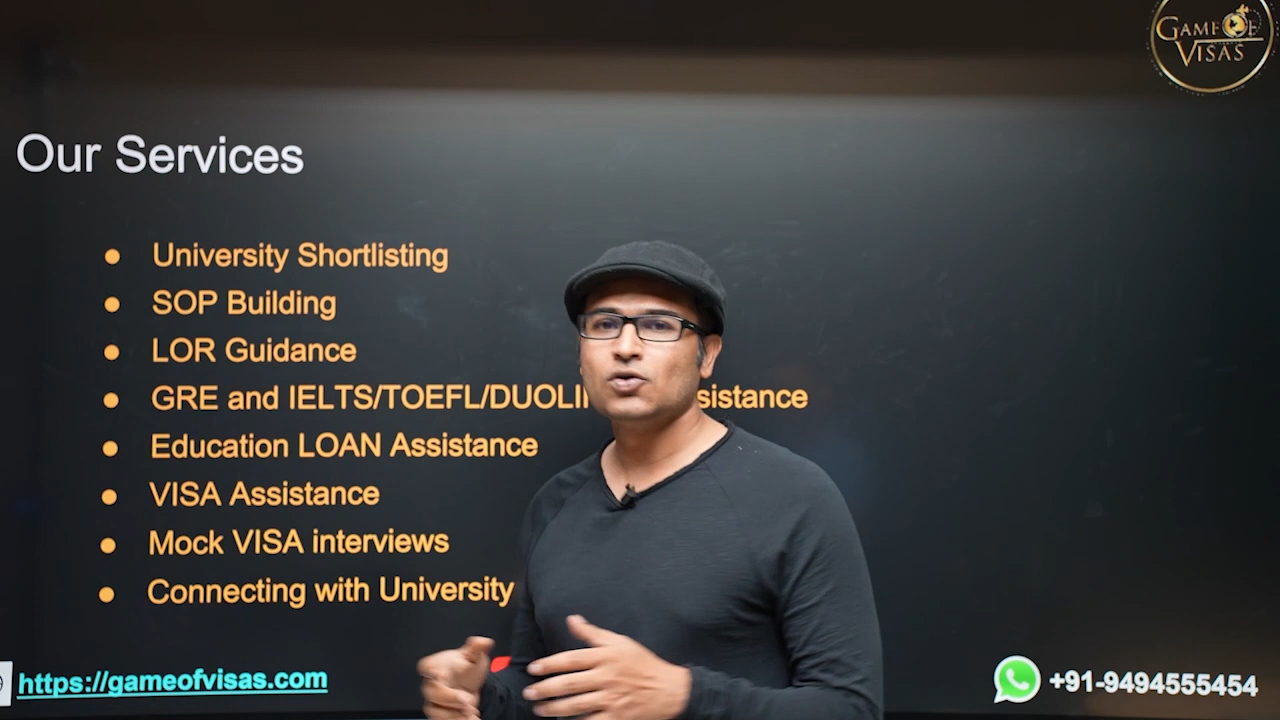 GAME OF
VISAS
Our Services
● University Shortlisting
● SOP Building
● LOR Guidance
● GRE and IELTS/TOEFL/DUOLI sistance
● Education LOAN Assistance
● VISA Assistance
● Mock VISA interviews
● Connecting with University
https://gameofvisas.com
+91-9494555454